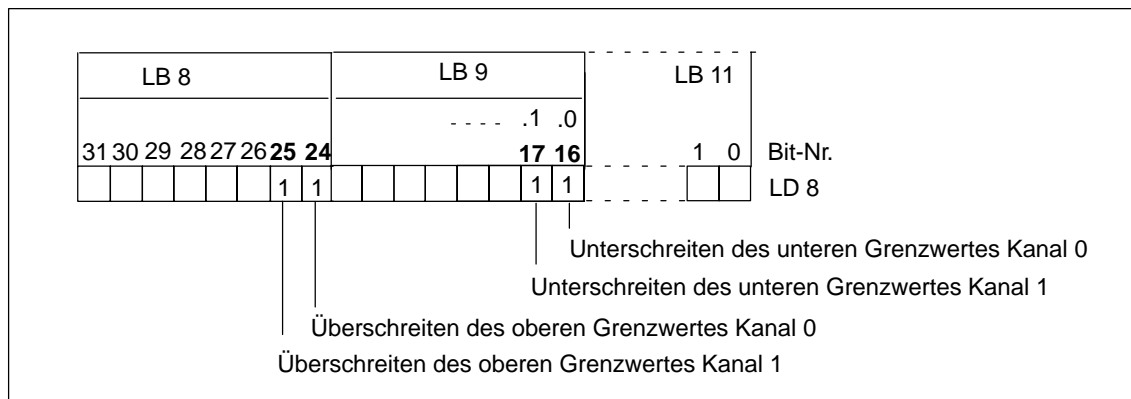 LB 8 LB 9 LB 11
.1 .0
31 30 29 28 27 26 25 24 17 16 1 0 Bit-Nr.
1 1 1 1 LD 8
Unterschreiten des unteren Grenzwertes Kanal 0
Unterschreiten des unteren Grenzwertes Kanal 1
Überschreiten des oberen Grenzwertes Kanal 0
Überschreiten des oberen Grenzwertes Kanal 1